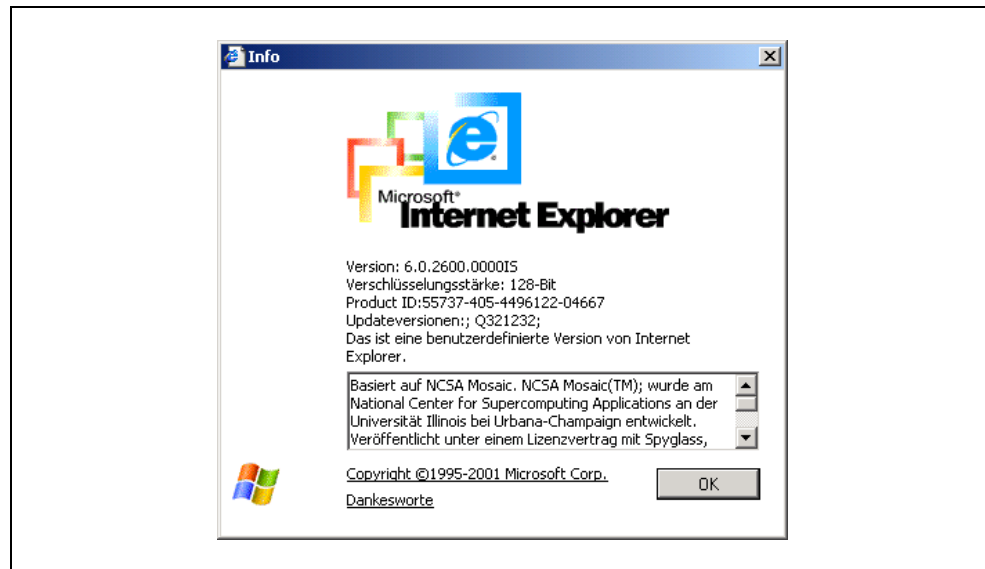 Info
Microsoft®
Internet Explorer
Version: 6.0.2600.0000IS
Verschlüsselungsstärke: 128-Bit
Product ID:55737-405-4496122-04667
Updateversionen:; Q321232;
Das ist eine benutzerdefinierte Version von Internet
Explorer.
Basiert auf NCSA Mosaic. NCSA Mosaic(TM); wurde am
National Center for Supercomputing Applications an der
Universität Illinois bei Urbana-Champaign entwickelt.
Veröffentlicht unter einem Lizenzvertrag mit Spyglass,
Copyright ©1995-2001 Microsoft Corp.
OK
Dankesworte